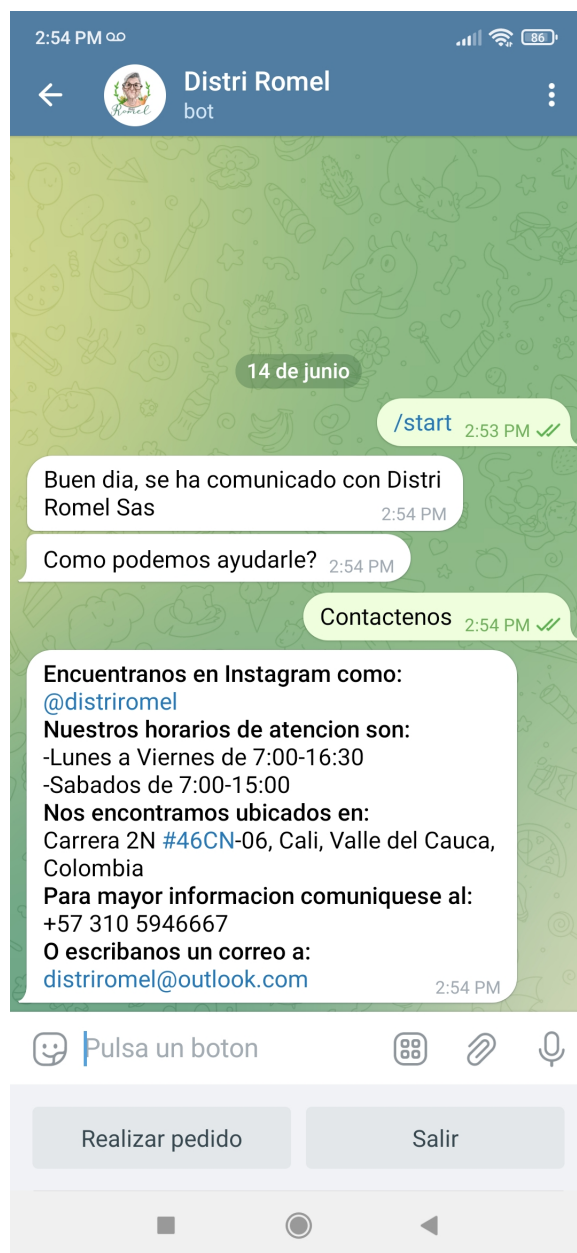 2:54 PM
86
Romel
Distri Romel
bot
14 de junio
/start 2:53 PM
Buen dia, se ha comunicado con Distri
Romel Sas 2:54 PM
Como podemos ayudarle? 2:54 PM
Contactenos 2:54 PM
Encuentranos en Instagram como:
@distriromel
Nuestros horarios de atencion son:
-Lunes a Viernes de 7:00-16:30
-Sabados de 7:00-15:00
Nos encontramos ubicados en:
Carrera 2N #46CN-06, Cali, Valle del Cauca,
Colombia
Para mayor informacion comuniquese al:
+57 310 5946667
O escribanos un correo a:
distriromel@outlook.com 2:54 PM
Pulsa un boton
Realizar pedido
Salir